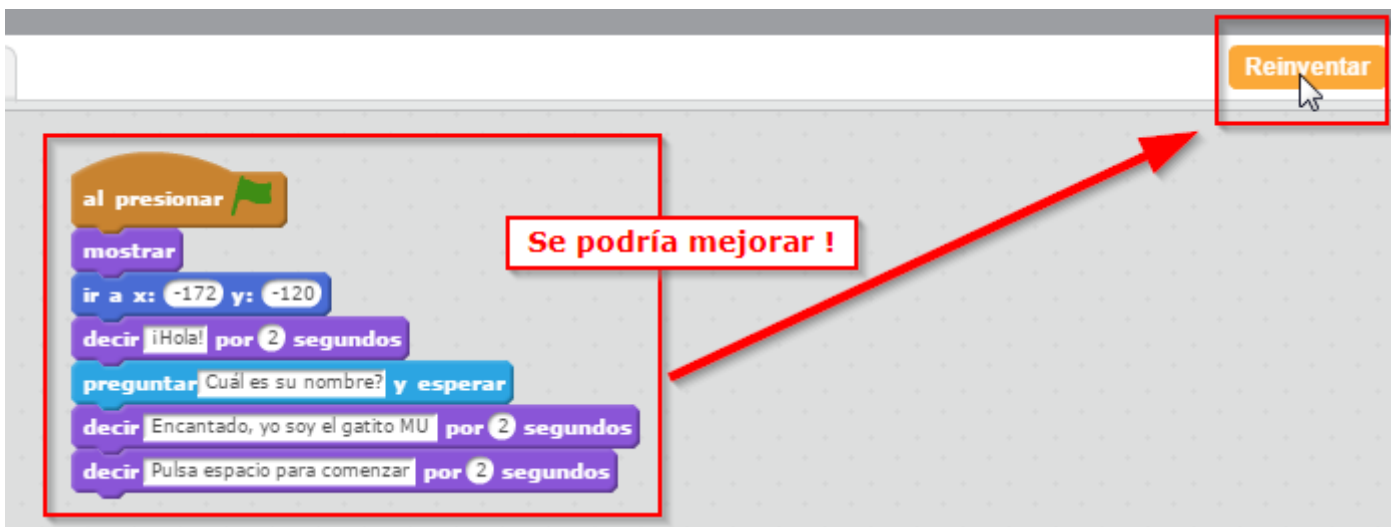 Reinventar
al presionar
mostrar
Se podría mejorar !
ir a x: -172 y: -120
decir ¡Hola! por 2 segundos
preguntar Cuál es su nombre? y esperar
decir Encantado, yo soy el gatito MU por 2 segundos
decir Pulsa espacio para comenzar por 2 segundos